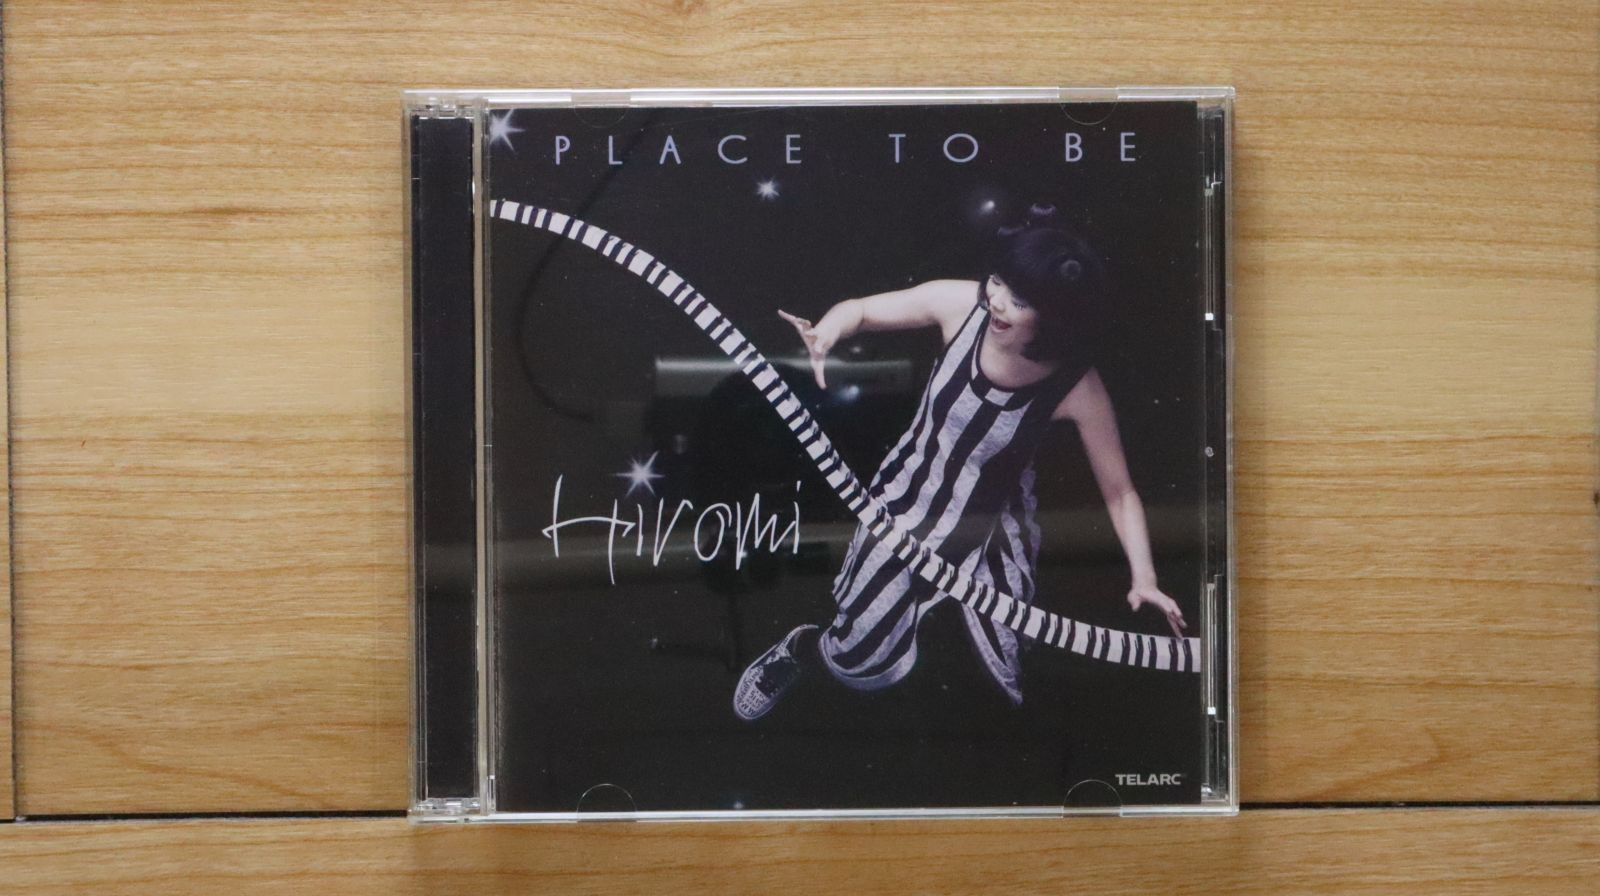 PLACE TO BE
Hiromi
TELARC